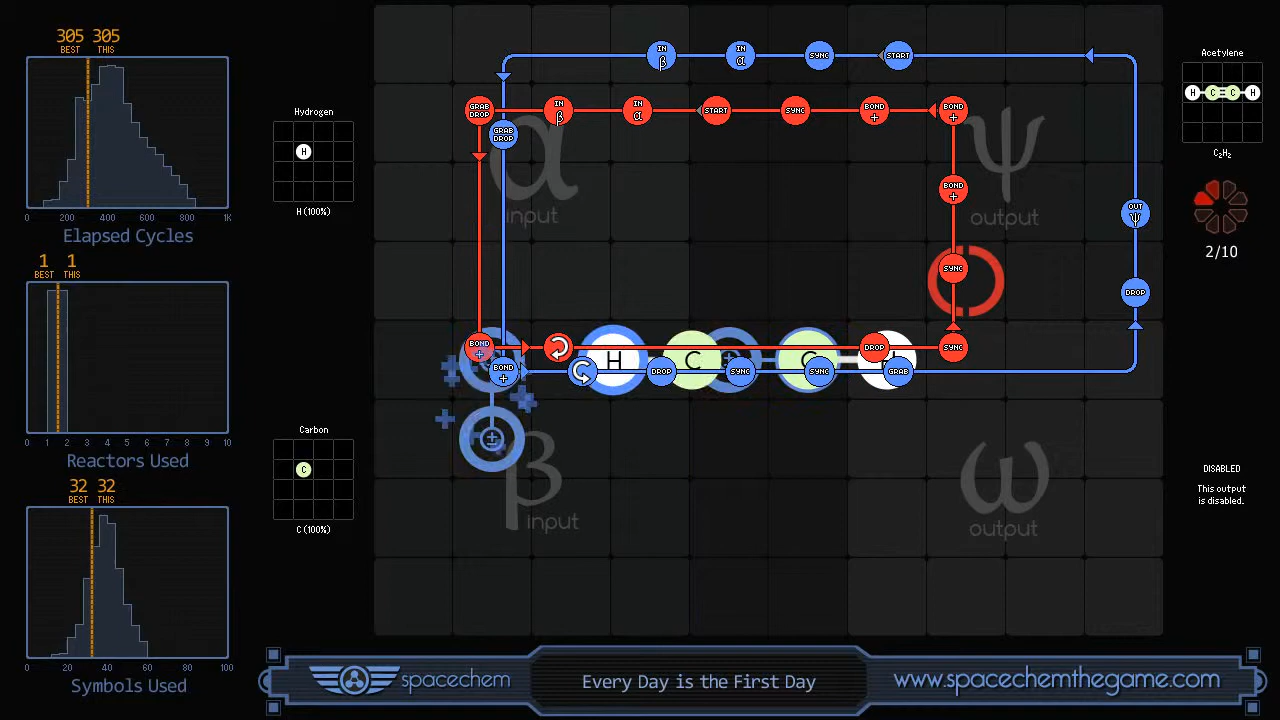 305 305
BEST THIS
0 200 400 600 800 1K
Elapsed Cycles
1 1
BEST THIS
0 1 2 3 4 5 6 7 8 9 10
Reactors Used
32 32
BEST THIS
0 20 40 60 80 100
Symbols Used
Hydrogen
H
H (100%)
Carbon
C
C (100%)
IN β
IN α
SYNC
START
GRAB DROP
IN β
IN α
START
SYNC
BOND +
BOND +
GRAB DROP
α
input
BOND +
ψ
output
OUT ψ
SYNC
DROP
BOND +
H
C
C
DROP
SYNC
BOND +
DROP
SYNC
SYNC
GRAB
β
input
ω
output
Acetylene
H C C H
C₂H₂
2/10
DISABLED
This output
is disabled.
spacechem
Every Day is the First Day
www.spacechemthegame.com